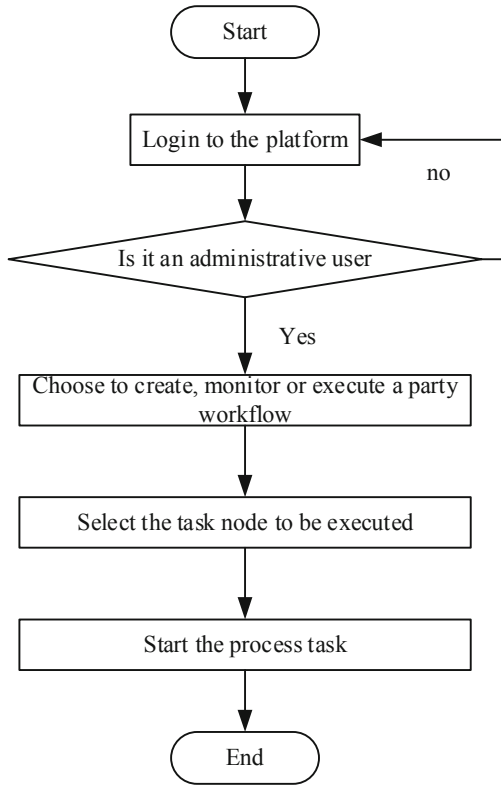 Start
Login to the platform
no
Is it an administrative user
Yes
Choose to create, monitor or execute a party
workflow
Select the task node to be executed
Start the process task
End